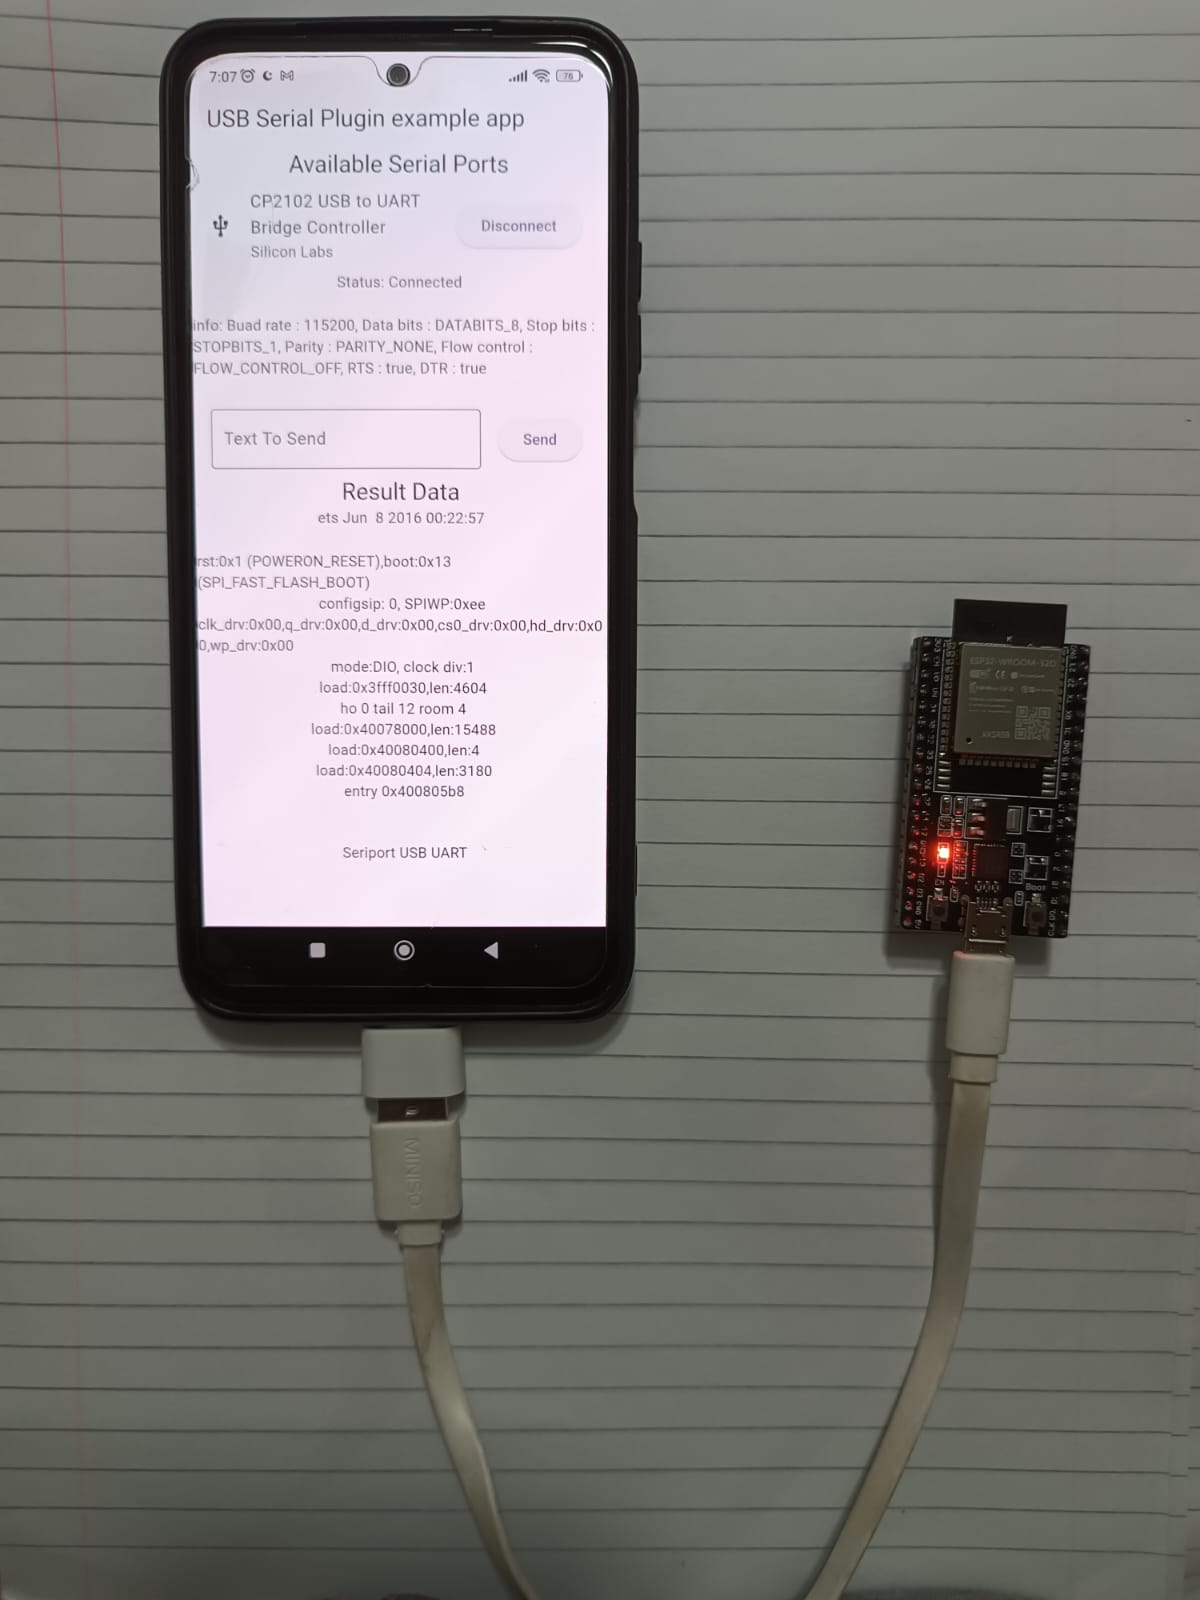 7:07
76
USB Serial Plugin example app
Available Serial Ports
CP2102 USB to UART
Bridge Controller
Disconnect
Silicon Labs
Status: Connected
info: Buad rate : 115200, Data bits : DATABITS_8, Stop bits :
STOPBITS_1, Parity : PARITY_NONE, Flow control :
FLOW_CONTROL_OFF, RTS : true, DTR : true
Text To Send
Send
Result Data
ets Jun 8 2016 00:22:57
rst:0x1 (POWERON_RESET),boot:0x13
(SPI_FAST_FLASH_BOOT)
configsip: 0, SPIWP:0xee
clk_drv:0x00,q_drv:0x00,d_drv:0x00,cs0_drv:0x00,hd_drv:0x0
0,wp_drv:0x00
mode:DIO, clock div:1
load:0x3fff0030,len:4604
ho 0 tail 12 room 4
load:0x40078000,len:15488
load:0x40080400,len:4
load:0x40080404,len:3180
entry 0x400805b8
Seriport USB UART
ESP32-WROOM-32D
CE
Boot
MINISO